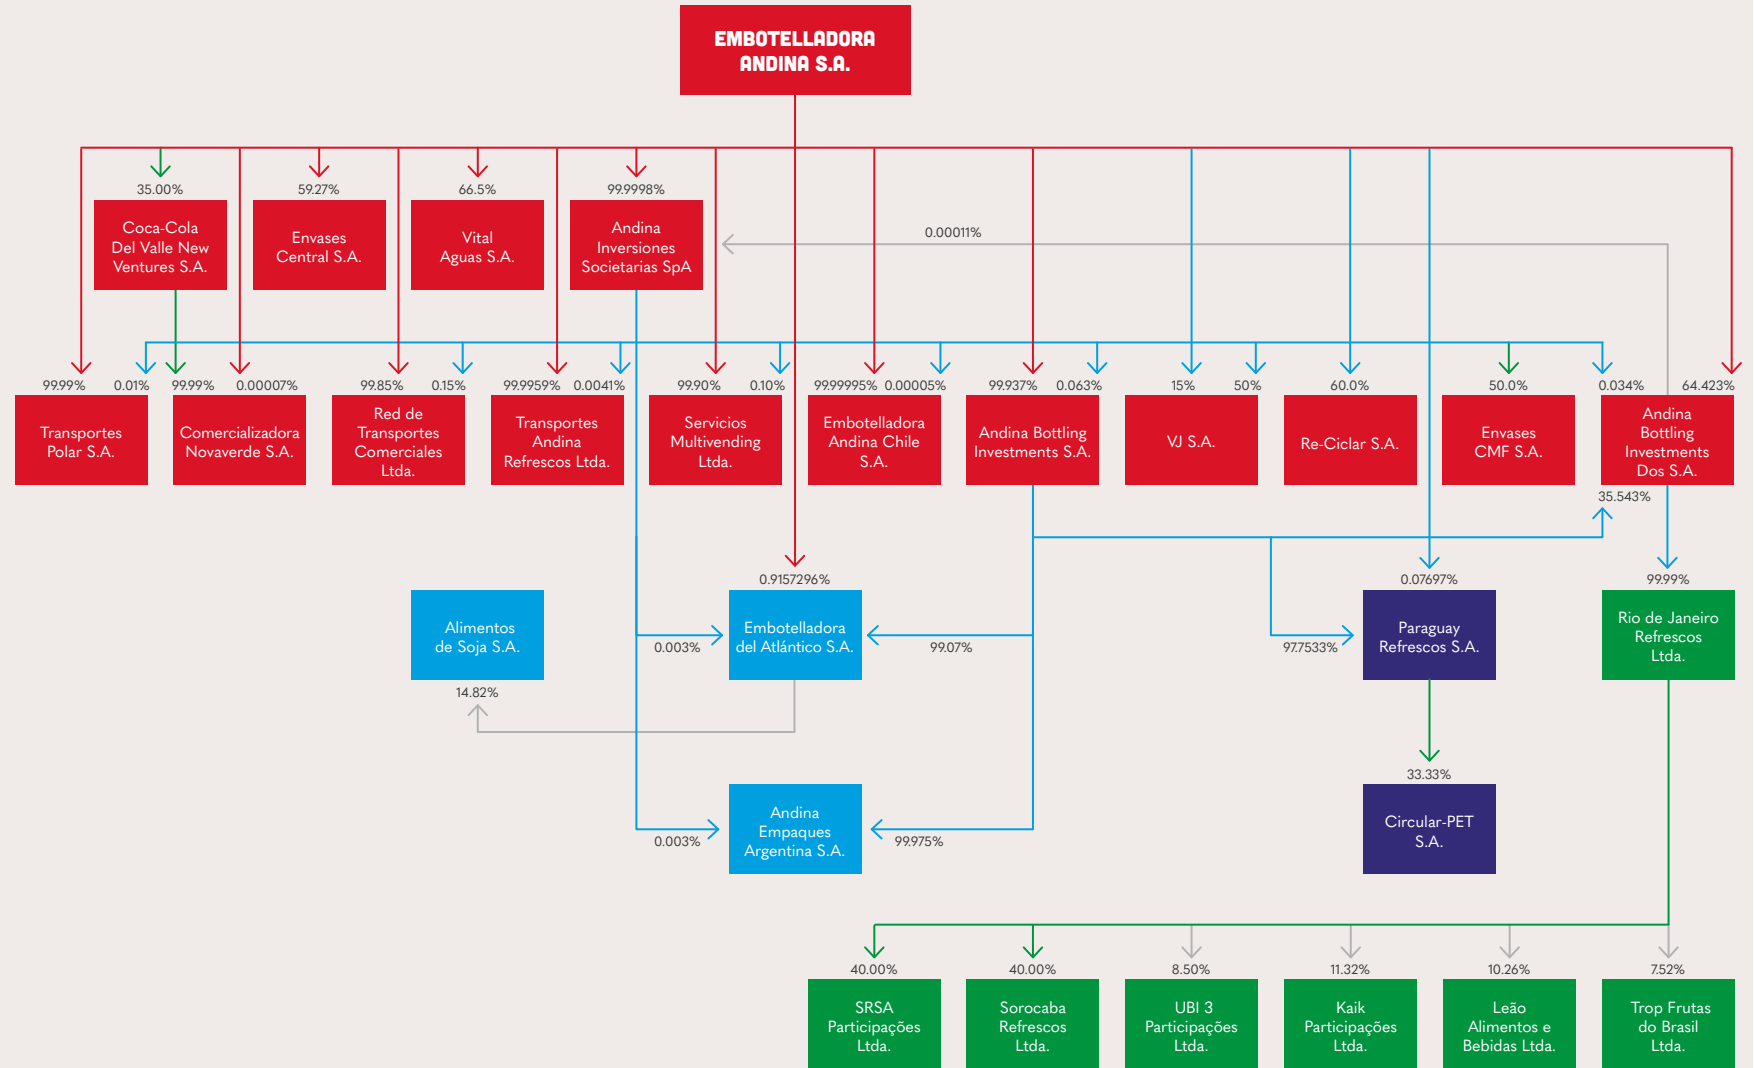 EMBOTELLADORA
ANDINA S.A.
35.00%
59.27%
66.5%
99.9998%
Coca-Cola
Del Valle New
Ventures S.A.
Envases
Central S.A.
Vital
Aguas S.A.
Andina
Inversiones
Societarias SpA
0.00011%
99.99%
0.01%
99.99%
0.00007%
99.85%
0.15%
99.9959%
0.0041%
99.90%
0.10%
99.99995%
0.00005%
99.937%
0.063%
15%
50%
60.0%
50.0%
0.034%
64.423%
Transportes
Polar S.A.
Comercializadora
Novaverde S.A.
Red de
Transportes
Comerciales
Ltda.
Transportes
Andina
Refrescos Ltda.
Servicios
Multivending
Ltda.
Embotelladora
Andina Chile
S.A.
Andina Bottling
Investments S.A.
VJ S.A.
Re-Ciclar S.A.
Envases
CMF S.A.
Andina
Bottling
Investments
Dos S.A.
35.543%
0.9157296%
0.07697%
99.99%
Alimentos
de Soja S.A.
Embotelladora
del Atlántico S.A.
Paraguay
Refrescos S.A.
Rio de Janeiro
Refrescos
Ltda.
0.003%
99.07%
97.7533%
14.82%
33.33%
Andina
Empaques
Argentina S.A.
Circular-PET
S.A.
0.003%
99.975%
40.00%
40.00%
8.50%
11.32%
10.26%
7.52%
SRSA
Participações
Ltda.
Sorocaba
Refrescos
Ltda.
UBI 3
Participações
Ltda.
Kaik
Participações
Ltda.
Leão
Alimentos e
Bebidas Ltda.
Trop Frutas
do Brasil
Ltda.